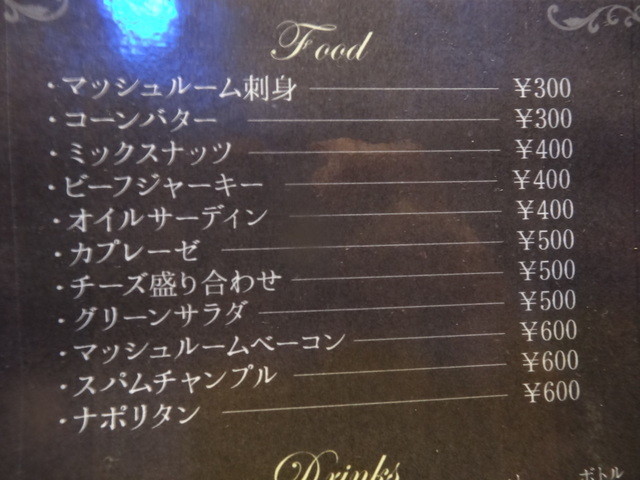 Food
・マッシュルーム刺身 ¥300
・コーンバター ¥300
・ミックスナッツ ¥400
・ビーフジャーキー ¥400
・オイルサーディン ¥400
・カプレーゼ ¥500
・チーズ盛り合わせ ¥500
・グリーンサラダ ¥500
・マッシュルームベーコン ¥600
・スパムチャンプル ¥600
・ナポリタン ¥600
Drinks
ボトル